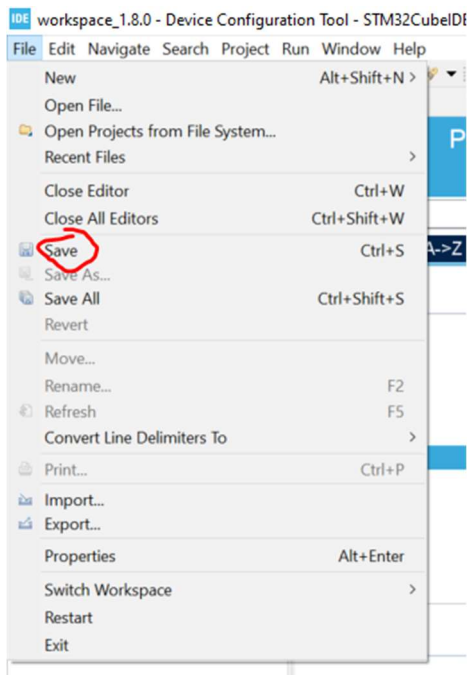 IDE workspace_1.8.0 - Device Configuration Tool - STM32CubeIDE
File Edit Navigate Search Project Run Window Help
New Alt+Shift+N >
Open File...
Open Projects from File System...
Recent Files >
Close Editor Ctrl+W
Close All Editors Ctrl+Shift+W
Save Ctrl+S
Save As...
Save All Ctrl+Shift+S
Revert
Move...
Rename... F2
Refresh F5
Convert Line Delimiters To >
Print... Ctrl+P
Import...
Export...
Properties Alt+Enter
Switch Workspace >
Restart
Exit
P
A->Z